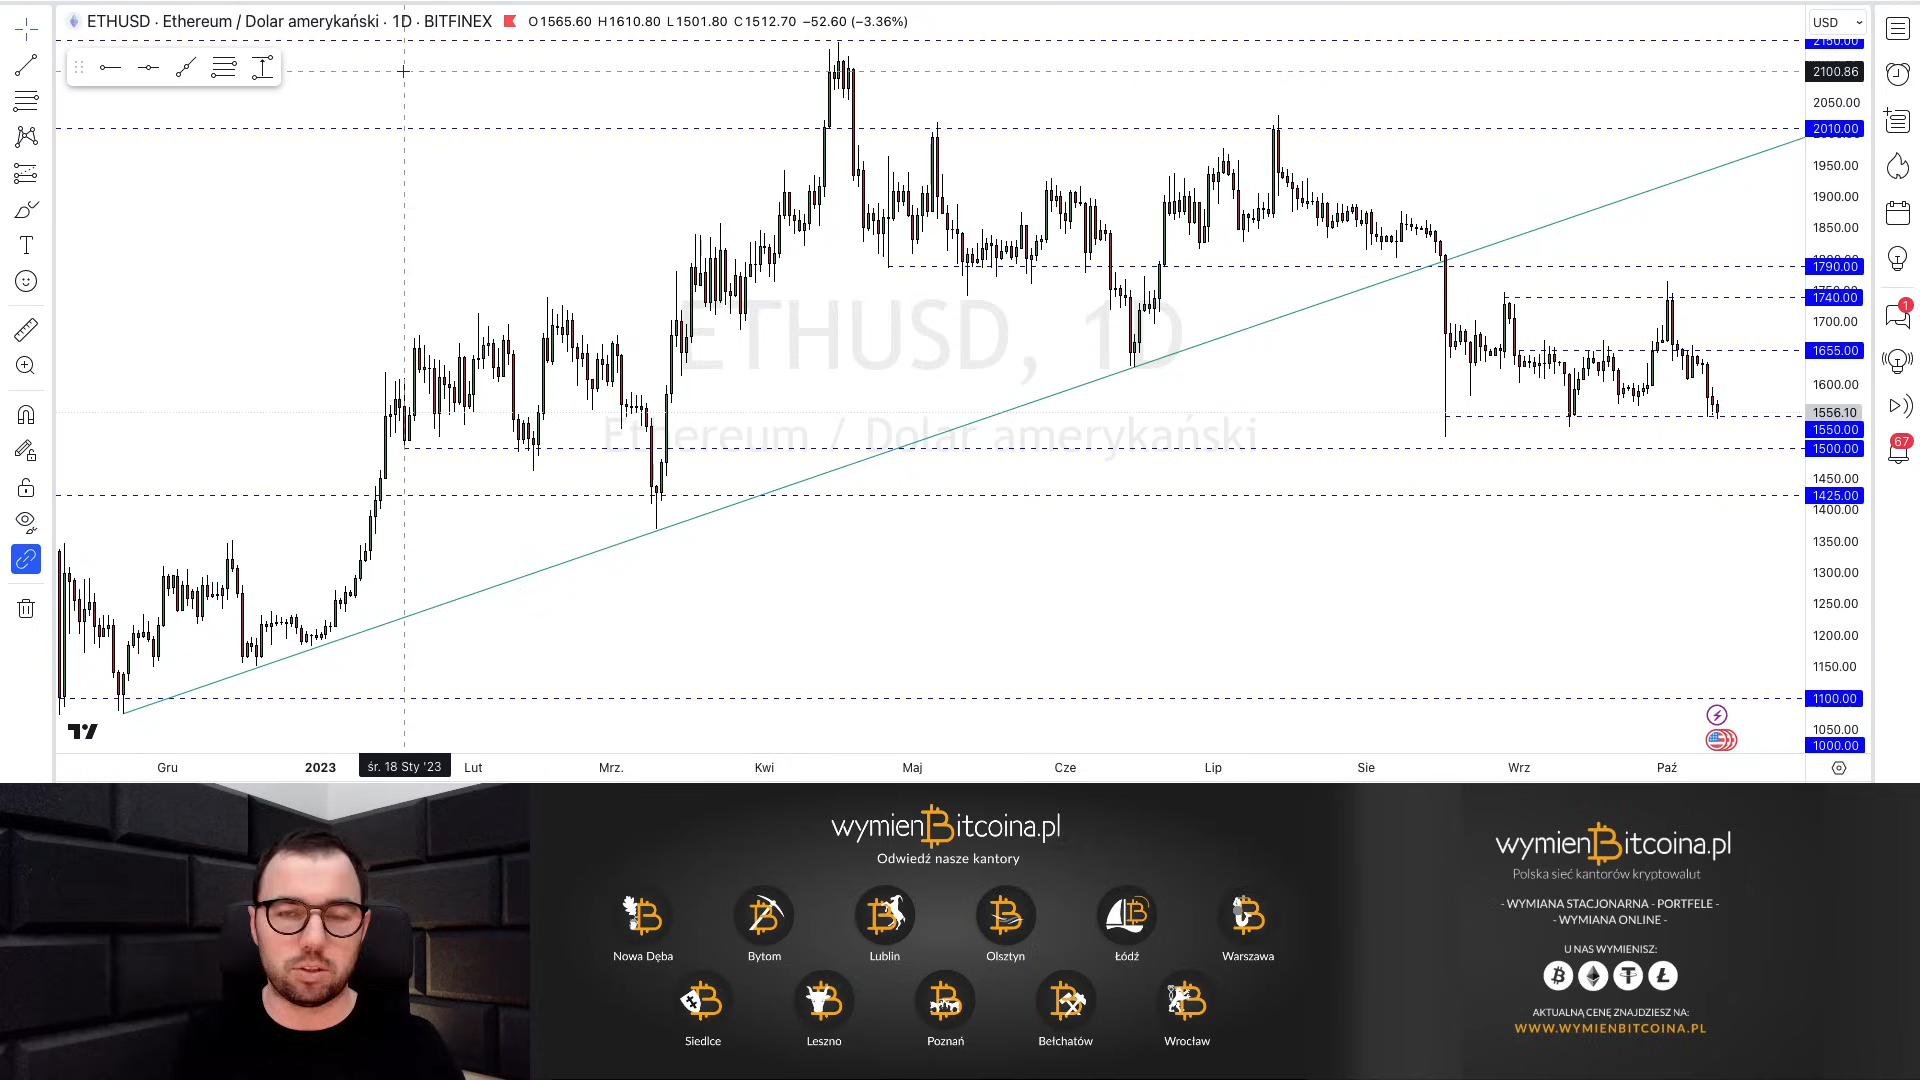 ETHUSD · Ethereum / Dolar amerykański · 1D · BITFINEX O1565.60 H1610.80 L1501.80 C1512.70 −52.60 (−3.36%)
USD
2150.00
2100.86
2050.00
2010.00
1950.00
1900.00
1850.00
1790.00
1740.00
1700.00
1655.00
1600.00
1556.10
1550.00
1500.00
1450.00
1425.00
1400.00
1350.00
1300.00
1250.00
1200.00
1150.00
1100.00
1050.00
1000.00
1
67
ETHUSD, 1D
Ethereum / Dolar amerykański
Gru 2023 śr. 18 Sty '23 Lut Mrz. Kwi Maj Cze Lip Sie Wrz Paź
wymienBitcoina.pl
Odwiedź nasze kantory
Nowa Dęba Bytom Lublin Olsztyn Łódź Warszawa
Siedlce Leszno Poznań Bełchatów Wrocław
wymienBitcoina.pl
Polska sieć kantorów kryptowalut
- WYMIANA STACJONARNA - PORTFELE -
- WYMIANA ONLINE -
U NAS WYMIENISZ:
AKTUALNĄ CENĘ ZNAJDZIESZ NA:
WWW.WYMIENBITCOINA.PL